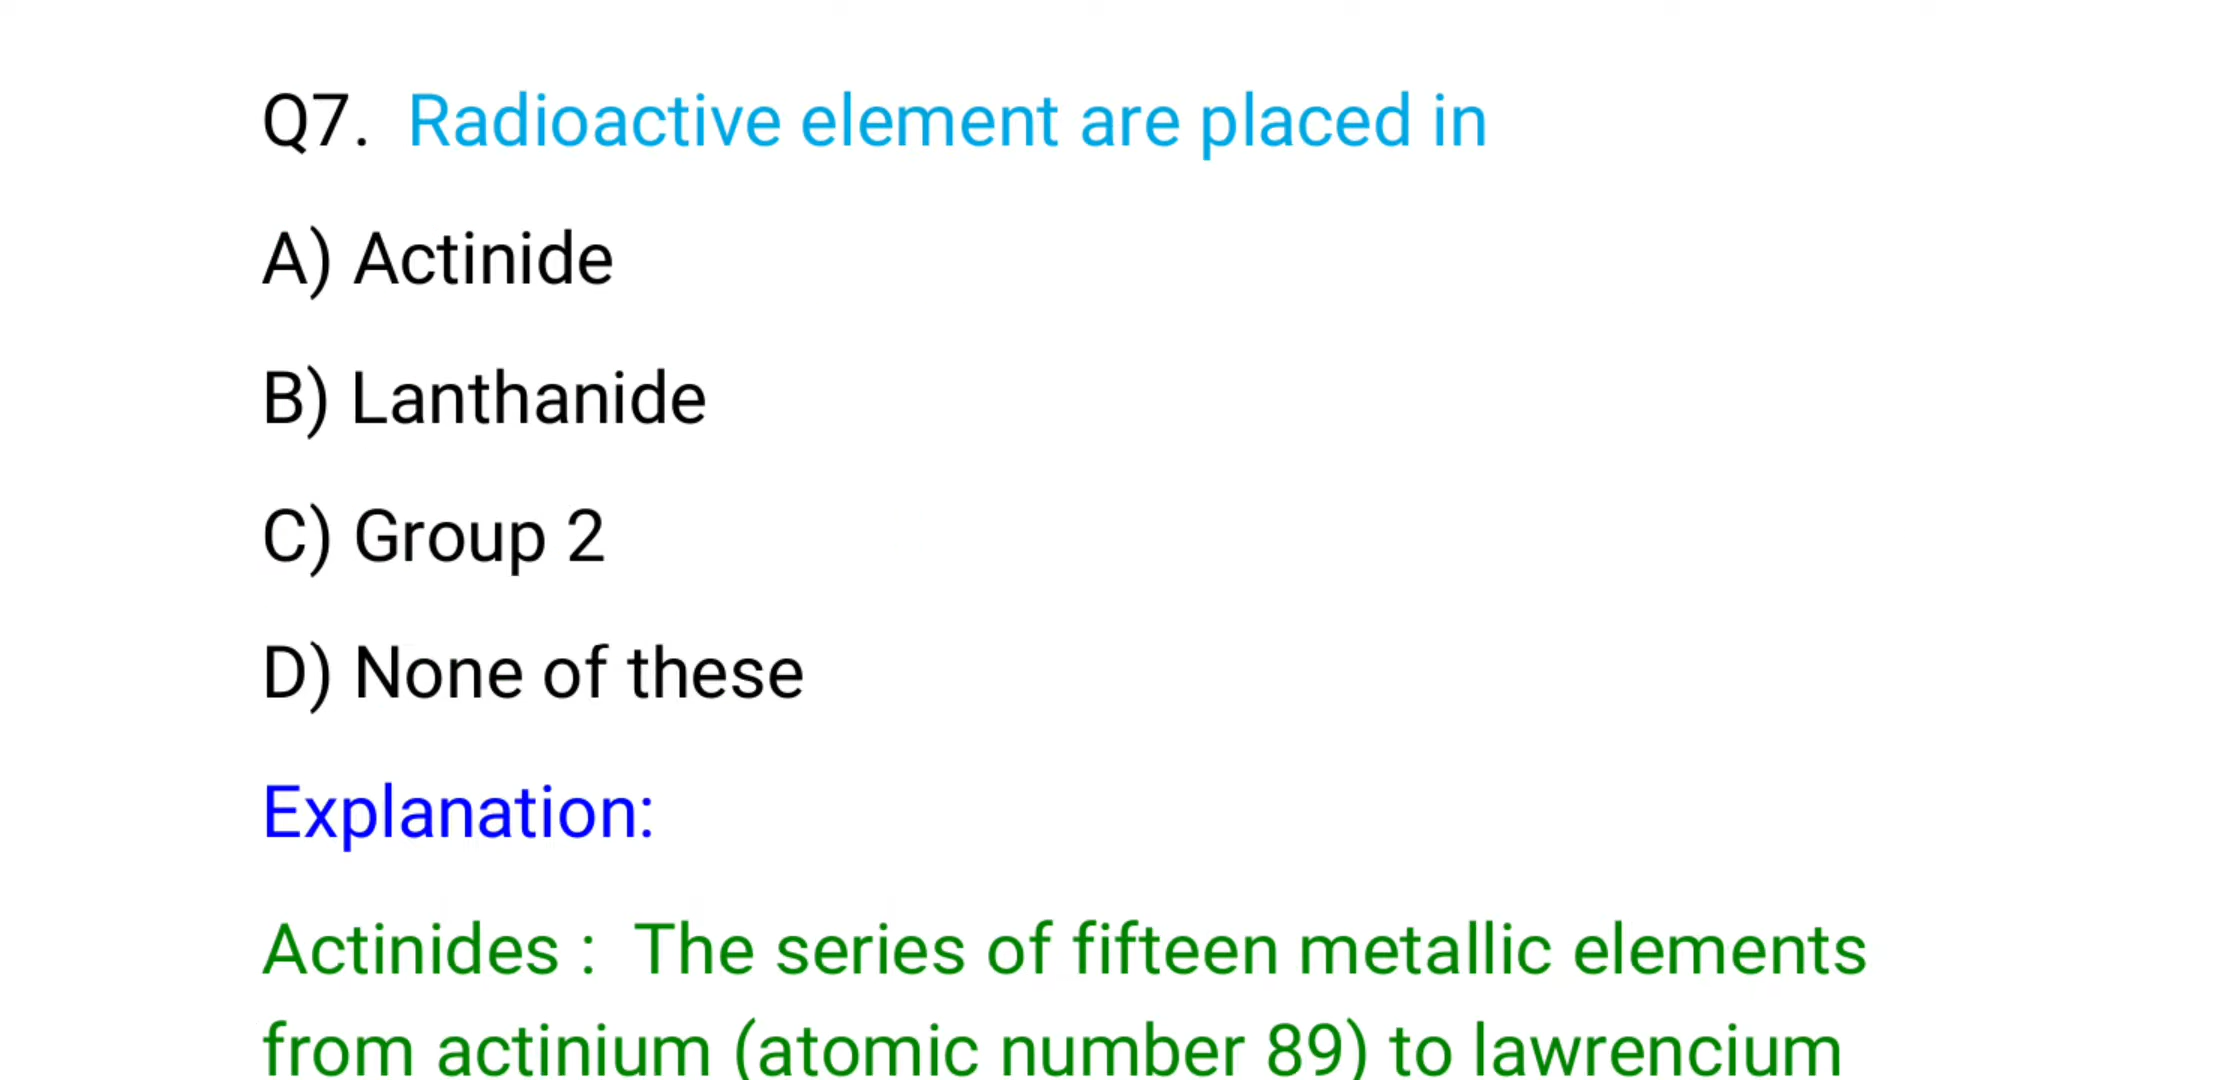 Q7. Radioactive element are placed in
A) Actinide
B) Lanthanide
C) Group 2
D) None of these
Explanation:
Actinides : The series of fifteen metallic elements
from actinium (atomic number 89) to lawrencium